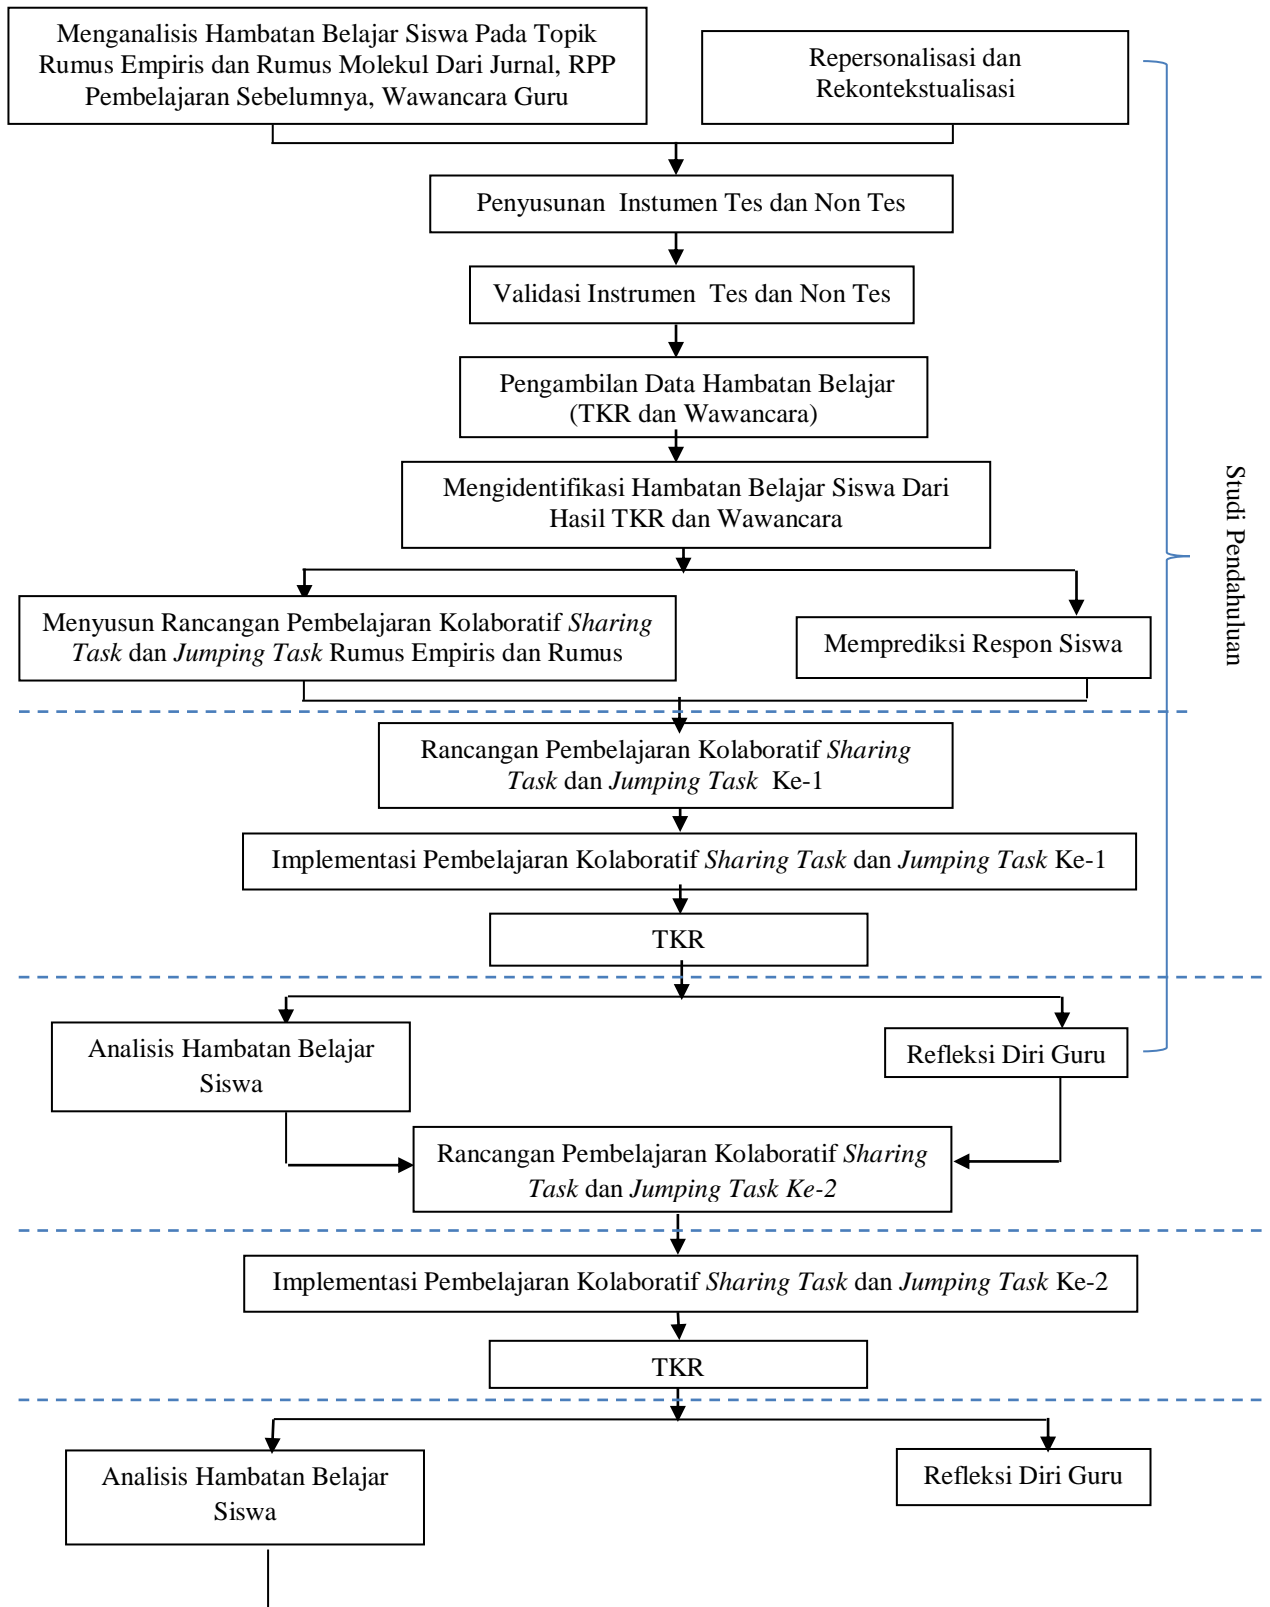 Menganalisis Hambatan Belajar Siswa Pada Topik
Rumus Empiris dan Rumus Molekul Dari Jurnal, RPP
Pembelajaran Sebelumnya, Wawancara Guru
Repersonalisasi dan
Rekontekstualisasi
Penyusunan Instumen Tes dan Non Tes
Validasi Instrumen Tes dan Non Tes
Pengambilan Data Hambatan Belajar
(TKR dan Wawancara)
Mengidentifikasi Hambatan Belajar Siswa Dari
Hasil TKR dan Wawancara
Studi Pendahuluan
Menyusun Rancangan Pembelajaran Kolaboratif Sharing
Task dan Jumping Task Rumus Empiris dan Rumus
Memprediksi Respon Siswa
Rancangan Pembelajaran Kolaboratif Sharing
Task dan Jumping Task Ke-1
Implementasi Pembelajaran Kolaboratif Sharing Task dan Jumping Task Ke-1
TKR
Analisis Hambatan Belajar
Siswa
Refleksi Diri Guru
Rancangan Pembelajaran Kolaboratif Sharing
Task dan Jumping Task Ke-2
Implementasi Pembelajaran Kolaboratif Sharing Task dan Jumping Task Ke-2
TKR
Analisis Hambatan Belajar
Siswa
Refleksi Diri Guru